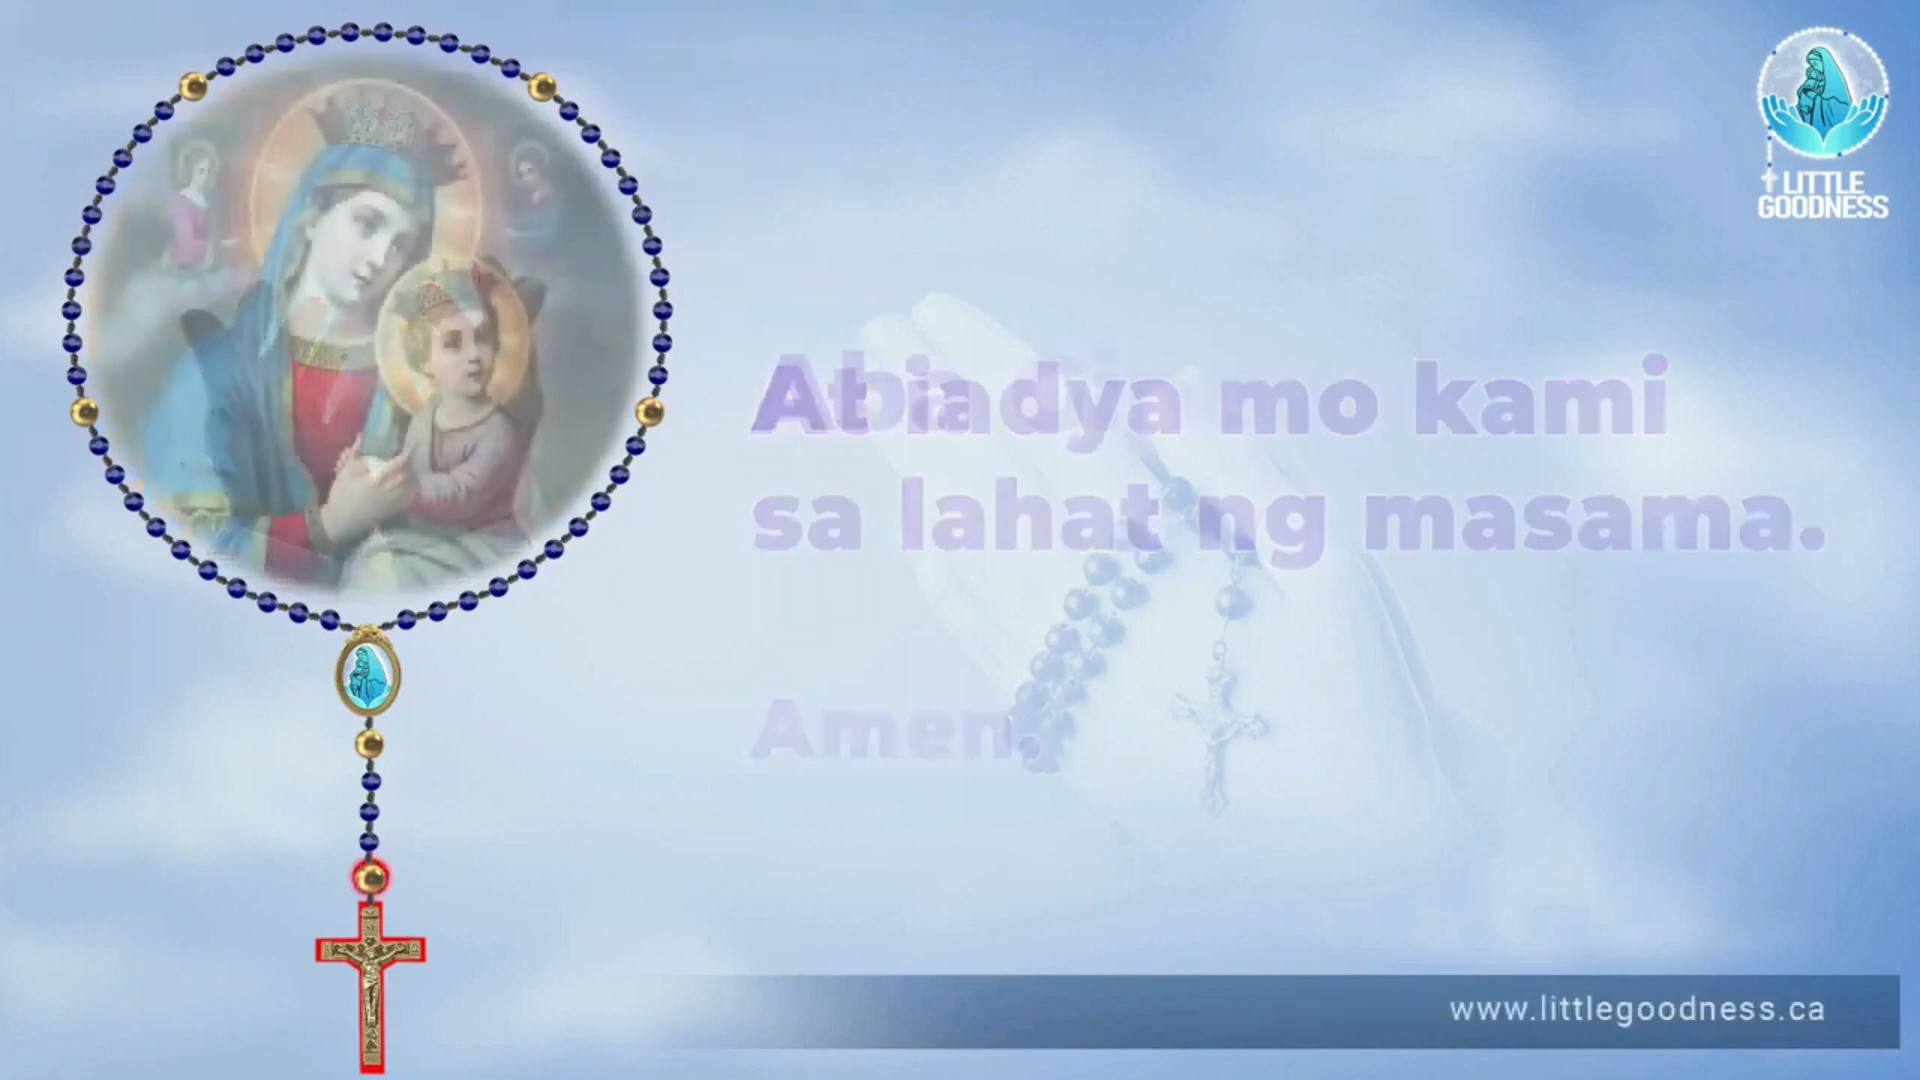 LITTLE
GOODNESS
At iadya mo kami
sa lahat ng masama.
Amen.
www.littlegoodness.ca